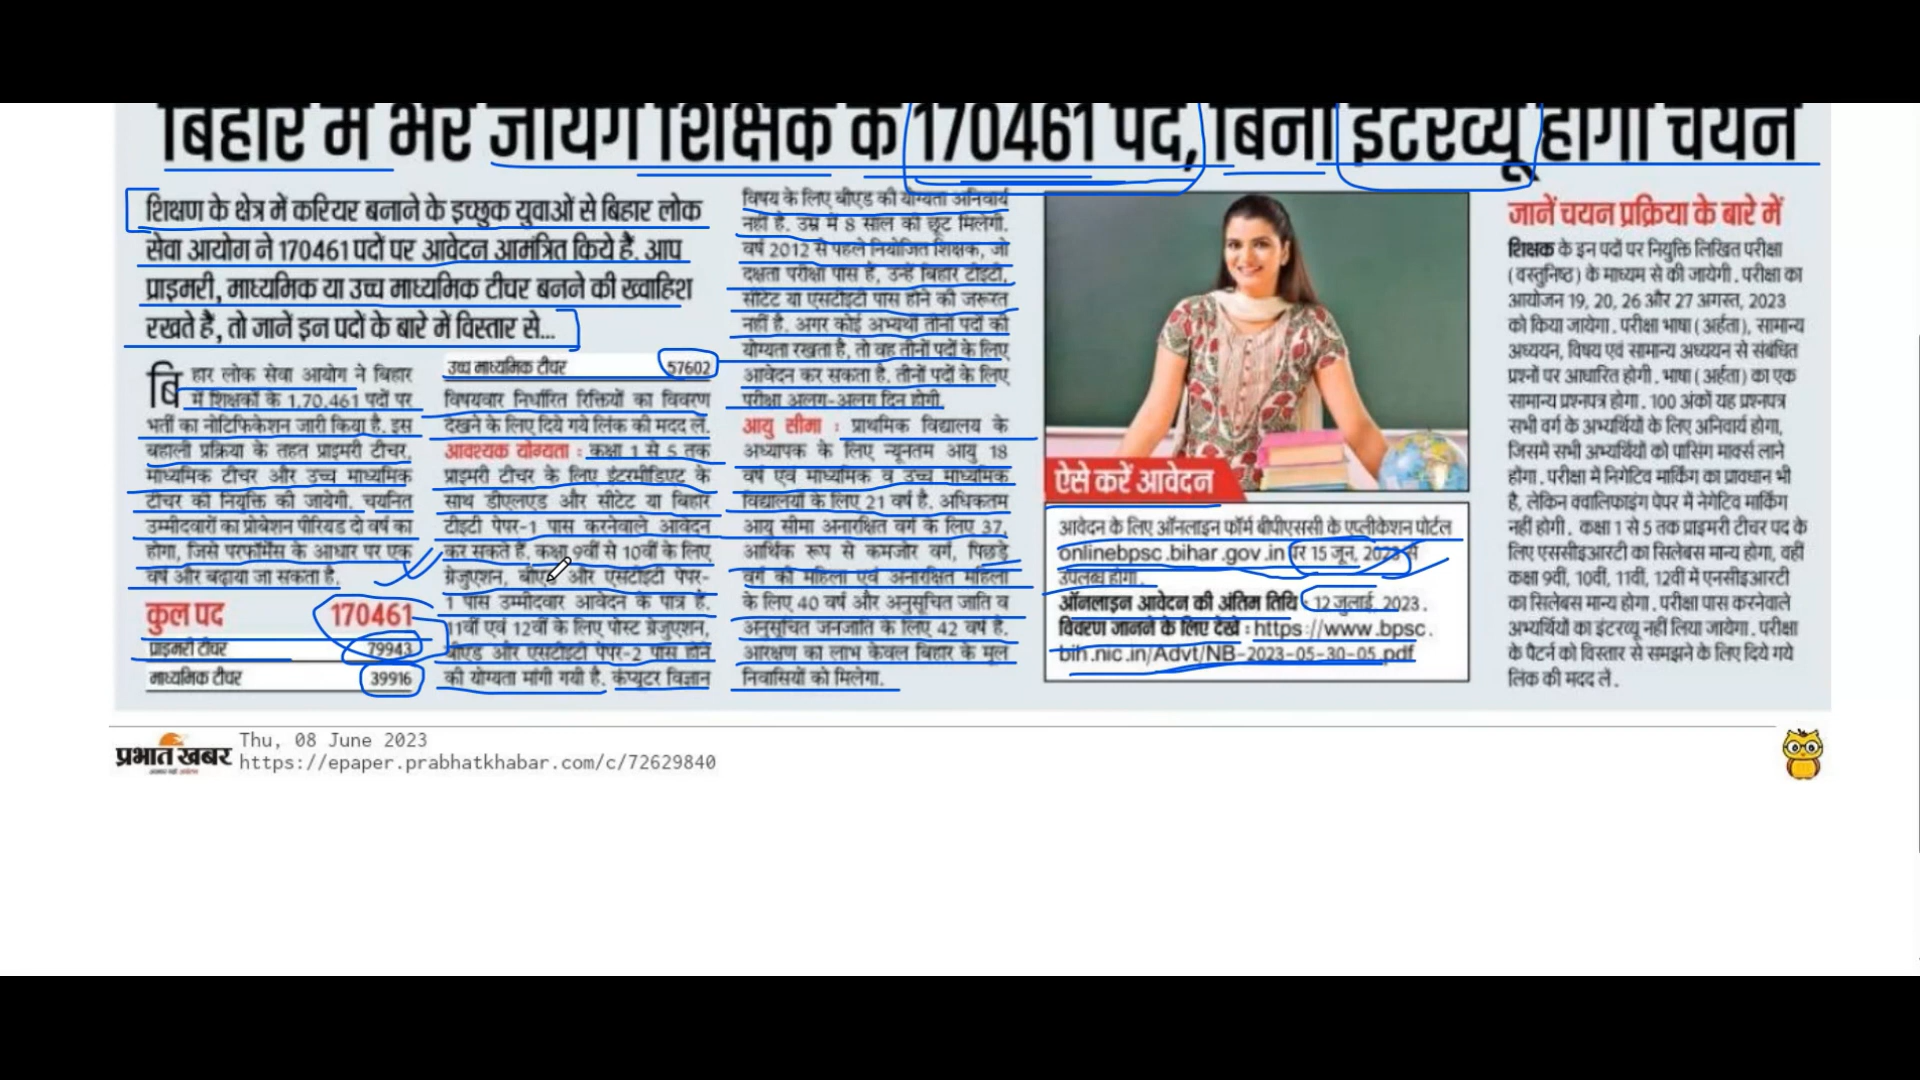 बिहार में भरे जायेंगे शिक्षक के 170461 पद, बिना इंटरव्यू होगा चयन
शिक्षण के क्षेत्र में करियर बनाने के इच्छुक युवाओं से बिहार लोक
सेवा आयोग ने 170461 पदों पर आवेदन आमंत्रित किये हैं. आप
प्राइमरी, माध्यमिक या उच्च माध्यमिक टीचर बनने की ख्वाहिश
रखते हैं, तो जानें इन पदों के बारे में विस्तार से...
बिहार लोक सेवा आयोग ने बिहार
में शिक्षकों के 1,70,461 पदों पर
भर्ती का नोटिफिकेशन जारी किया है. इस
बहाली प्रक्रिया के तहत प्राइमरी टीचर,
माध्यमिक टीचर और उच्च माध्यमिक
टीचर की नियुक्ति की जायेगी. चयनित
उम्मीदवारों का प्रोबेशन पीरियड दो वर्ष का
होगा, जिसे परफॉर्मेंस के आधार पर एक
वर्ष और बढ़ाया जा सकता है.
कुल पद 170461
प्राइमरी टीचर 79943
माध्यमिक टीचर 39916
उच्च माध्यमिक टीचर 57602
विषयवार निर्धारित रिक्तियों का विवरण
देखने के लिए दिये गये लिंक की मदद लें.
आवश्यक योग्यता : कक्षा 1 से 5 तक
प्राइमरी टीचर के लिए इंटरमीडिएट के
साथ डीएलएड और सीटेट या बिहार
टीइटी पेपर-1 पास करनेवाले आवेदन
कर सकते हैं. कक्षा 9वीं से 10वीं के लिए
ग्रेजुएशन, बीएड और एसटीइटी पेपर-
1 पास उम्मीदवार आवेदन के पात्र हैं.
11वीं एवं 12वीं के लिए पोस्ट ग्रेजुएशन,
बीएड और एसटीइटी पेपर-2 पास होने
की योग्यता मांगी गयी है. कंप्यूटर विज्ञान
विषय के लिए बीएड की योग्यता अनिवार्य
नहीं है. उम्र में 8 साल की छूट मिलेगी.
वर्ष 2012 से पहले नियोजित शिक्षक, जो
दक्षता परीक्षा पास हैं, उन्हें बिहार टीइटी,
सीटेट या एसटीइटी पास होने की जरूरत
नहीं है. अगर कोई अभ्यर्थी तीनों पदों की
योग्यता रखता है, तो वह तीनों पदों के लिए
आवेदन कर सकता है. तीनों पदों के लिए
परीक्षा अलग-अलग दिन होगी.
आयु सीमा : प्राथमिक विद्यालय के
अध्यापक के लिए न्यूनतम आयु 18
वर्ष एवं माध्यमिक व उच्च माध्यमिक
विद्यालयों के लिए 21 वर्ष है. अधिकतम
आयु सीमा अनारक्षित वर्ग के लिए 37,
आर्थिक रूप से कमजोर वर्ग, पिछड़े
वर्ग की महिला एवं अनारक्षित महिला
के लिए 40 वर्ष और अनुसूचित जाति व
अनुसूचित जनजाति के लिए 42 वर्ष है.
आरक्षण का लाभ केवल बिहार के मूल
निवासियों को मिलेगा.
ऐसे करें आवेदन
आवेदन के लिए ऑनलाइन फॉर्म बीपीएससी के एप्लीकेशन पोर्टल
onlinebpsc.bihar.gov.in पर 15 जून, 2023 से
उपलब्ध होगा.
ऑनलाइन आवेदन की अंतिम तिथि : 12 जुलाई, 2023.
विवरण जानने के लिए देखें : https://www.bpsc.
bih.nic.in/Advt/NB-2023-05-30-05.pdf
जानें चयन प्रक्रिया के बारे में
शिक्षक के इन पदों पर नियुक्ति लिखित परीक्षा
(वस्तुनिष्ठ) के माध्यम से की जायेगी. परीक्षा का
आयोजन 19, 20, 26 और 27 अगस्त, 2023
को किया जायेगा. परीक्षा भाषा (अर्हता), सामान्य
अध्ययन, विषय एवं सामान्य अध्ययन से संबंधित
प्रश्नों पर आधारित होगी. भाषा (अर्हता) का एक
सामान्य प्रश्नपत्र होगा. 100 अंकों यह प्रश्नपत्र
सभी वर्ग के अभ्यर्थियों के लिए अनिवार्य होगा,
जिसमें सभी अभ्यर्थियों को पासिंग मार्क्स लाने
होंगा. परीक्षा में निगेटिव मार्किंग का प्रावधान भी
है, लेकिन क्वालिफाइंग पेपर में नेगेटिव मार्किंग
नहीं होगी. कक्षा 1 से 5 तक प्राइमरी टीचर पद के
लिए एससीइआरटी का सिलेबस मान्य होगा, वहीं
कक्षा 9वीं, 10वीं, 11वीं, 12वीं में एनसीइआरटी
का सिलेबस मान्य होगा. परीक्षा पास करनेवाले
अभ्यर्थियों का इंटरव्यू नहीं लिया जायेगा. परीक्षा
के पैटर्न को विस्तार से समझने के लिए दिये गये
लिंक की मदद लें.
प्रभात खबर
Thu, 08 June 2023
https://epaper.prabhatkhabar.com/c/72629840